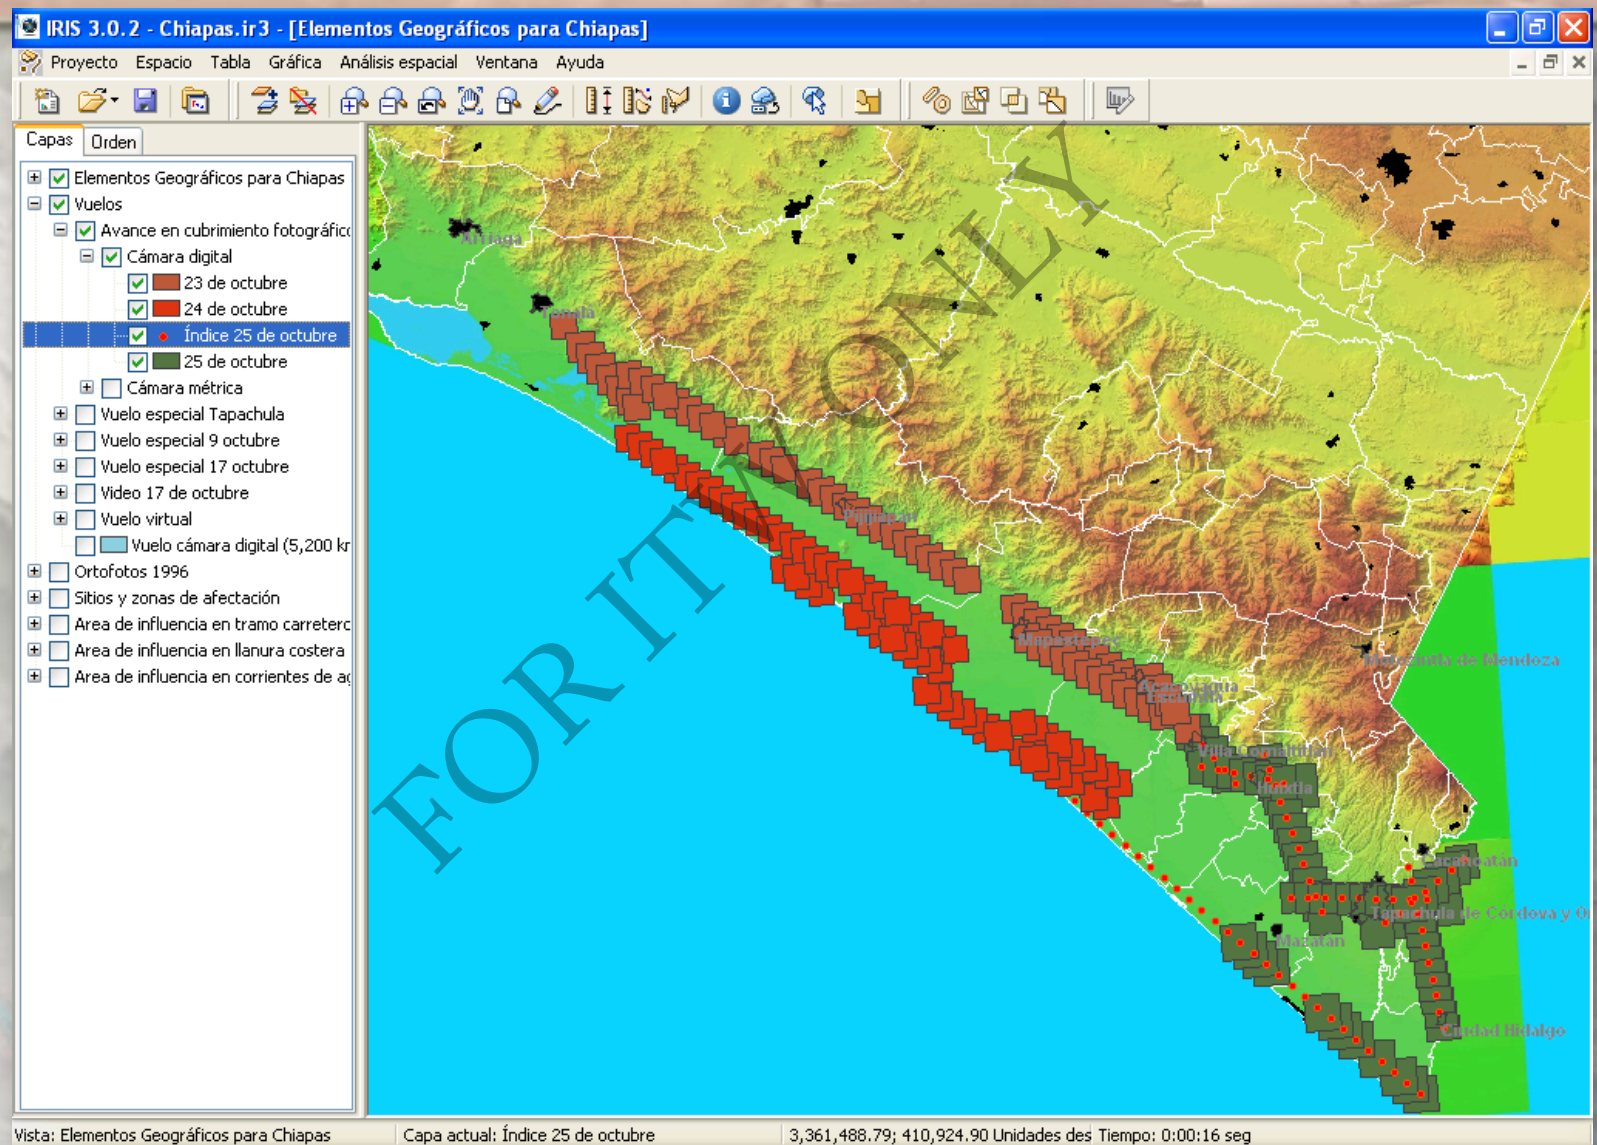 IRIS 3.0.2 - Chiapas.ir3 - [Elementos Geográficos para Chiapas]
Proyecto Espacio Tabla Gráfica Análisis espacial Ventana Ayuda
Capas Orden
Elementos Geográficos para Chiapas
Vuelos
Avance en cubrimiento fotográfico
Cámara digital
23 de octubre
24 de octubre
Índice 25 de octubre
25 de octubre
Cámara métrica
Vuelo especial Tapachula
Vuelo especial 9 octubre
Vuelo especial 17 octubre
Video 17 de octubre
Vuelo virtual
Vuelo cámara digital (5,200 km
Ortofotos 1996
Sitios y zonas de afectación
Area de influencia en tramo carretero
Area de influencia en llanura costera
Area de influencia en corrientes de ag
Arriaga
Tonala
Pijijiapan
Mapastepec
Motozintla de Mendoza
Acacoyagua
Escuintla
Villa Comaltitlán
Huixtla
Cacahoatán
Tapachula de Córdova y Or
Mazatán
Ciudad Hidalgo
FOR ITW ONLY
Vista: Elementos Geográficos para Chiapas Capa actual: Índice 25 de octubre 3,361,488.79; 410,924.90 Unidades des Tiempo: 0:00:16 seg